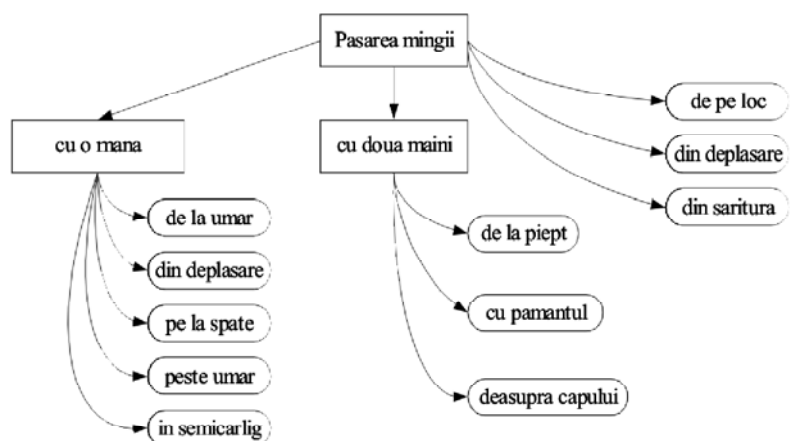 Pasarea mingii
cu o mana
de la umar
din deplasare
pe la spate
peste umar
in semicarlig
cu doua maini
de la piept
cu pamantul
deasupra capului
de pe loc
din deplasare
din saritura